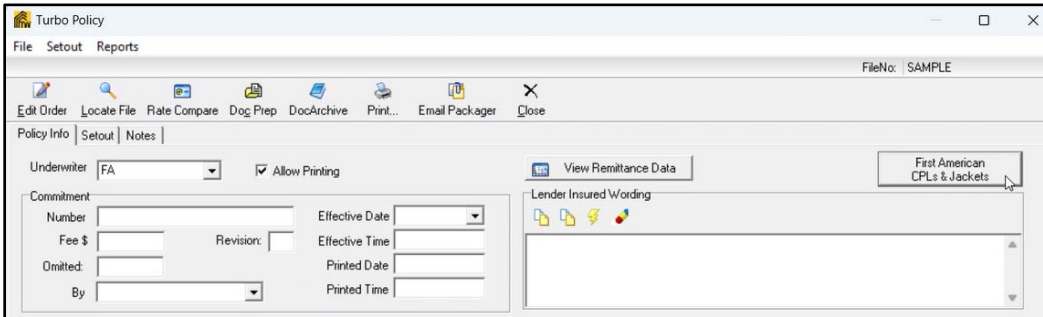 Turbo Policy
File Setout Reports
FileNo: SAMPLE
Edit Order Locate File Rate Compare Doc Prep DocArchive Print... Email Packager Close
Policy Info Setout Notes
Underwriter FA Allow Printing View Remittance Data First American
CPLs & Jackets
Commitment Lender Insured Wording
Number Effective Date
Fee $ Revision: Effective Time
Omitted: Printed Date
By Printed Time